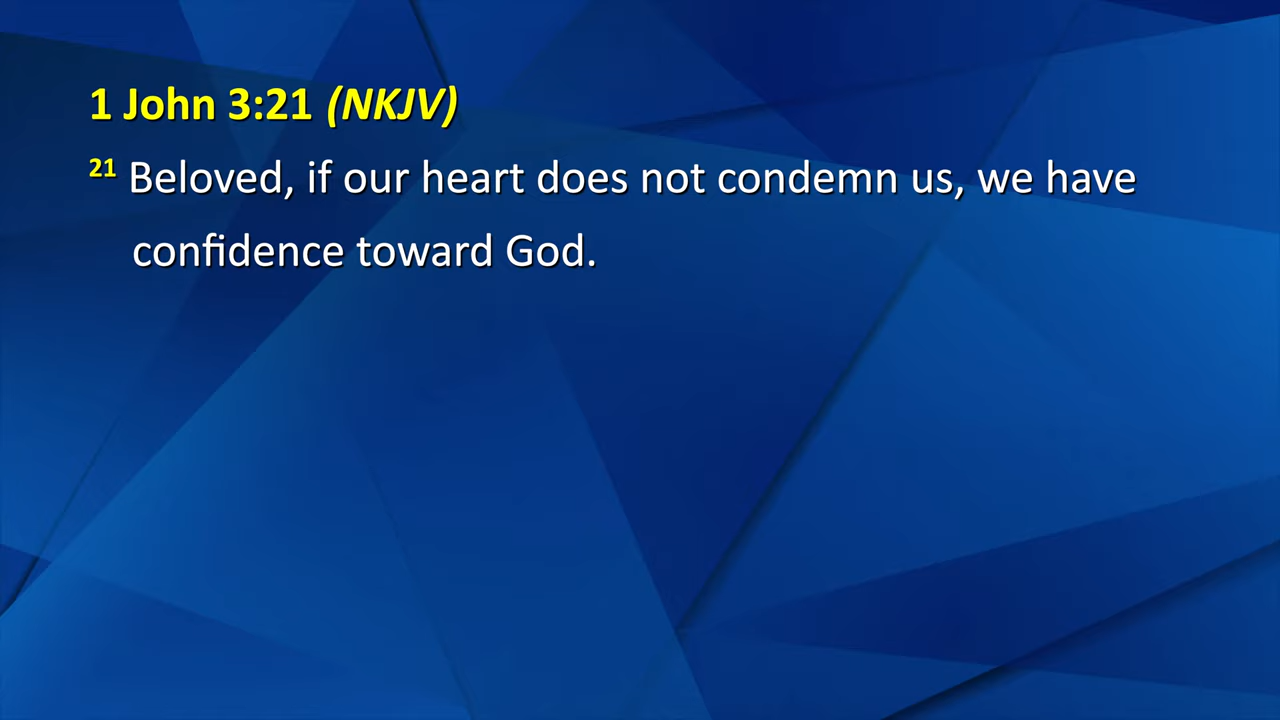 1 John 3:21 (NKJV)
21 Beloved, if our heart does not condemn us, we have
confidence toward God.